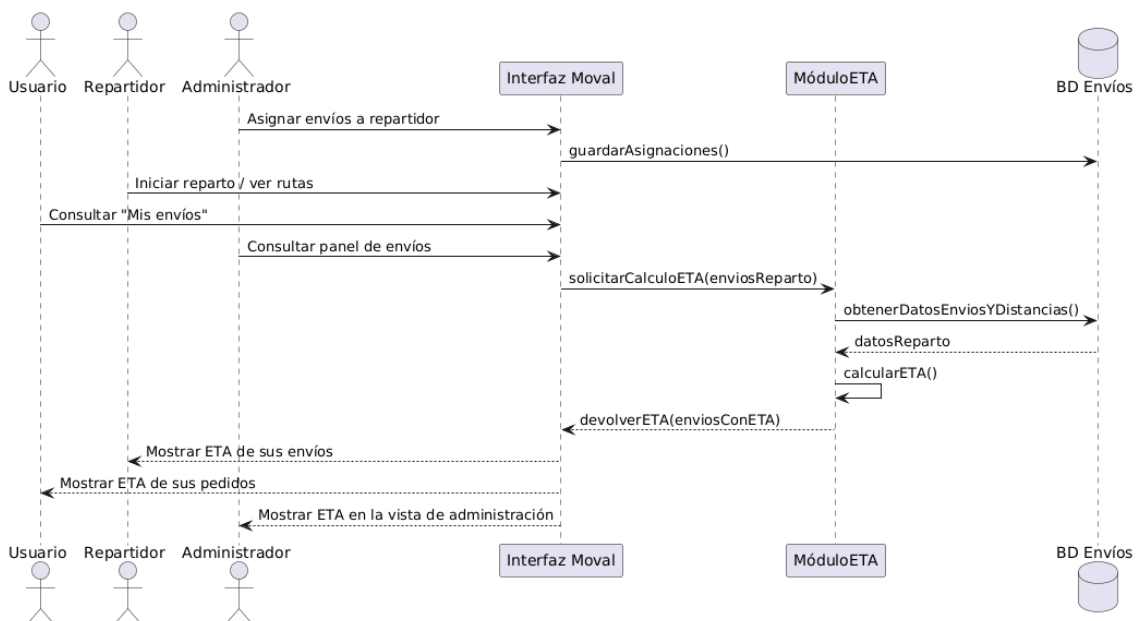 Usuario
Repartidor
Administrador
Interfaz Moval
MóduloETA
BD Envíos
Asignar envíos a repartidor
guardarAsignaciones()
Iniciar reparto / ver rutas
Consultar "Mis envíos"
Consultar panel de envíos
solicitarCalculoETA(enviosReparto)
obtenerDatosEnviosYDistancias()
datosReparto
calcularETA()
devolverETA(enviosConETA)
Mostrar ETA de sus envíos
Mostrar ETA de sus pedidos
Mostrar ETA en la vista de administración
Usuario
Repartidor
Administrador
Interfaz Moval
MóduloETA
BD Envíos